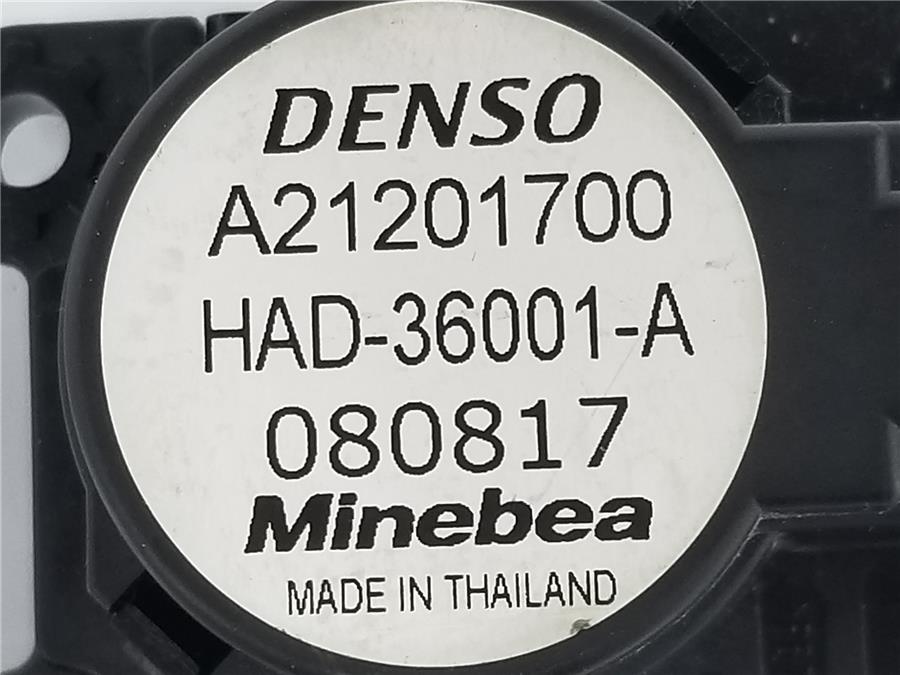 DENSO
A21201700
HAD-36001-A
080817
Minebea
MADE IN THAILAND